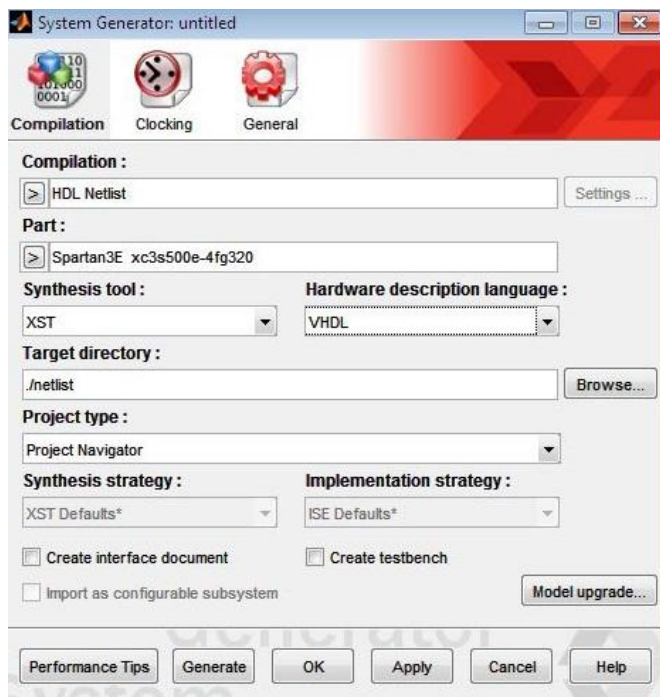 System Generator: untitled
Compilation
Clocking
General
Compilation :
> HDL Netlist
Settings ...
Part :
> Spartan3E xc3s500e-4fg320
Synthesis tool :
Hardware description language :
XST
VHDL
Target directory :
./netlist
Browse...
Project type :
Project Navigator
Synthesis strategy :
Implementation strategy :
XST Defaults*
ISE Defaults*
Create interface document
Create testbench
Import as configurable subsystem
Model upgrade...
Generator
Performance Tips
Generate
OK
Apply
Cancel
Help
System